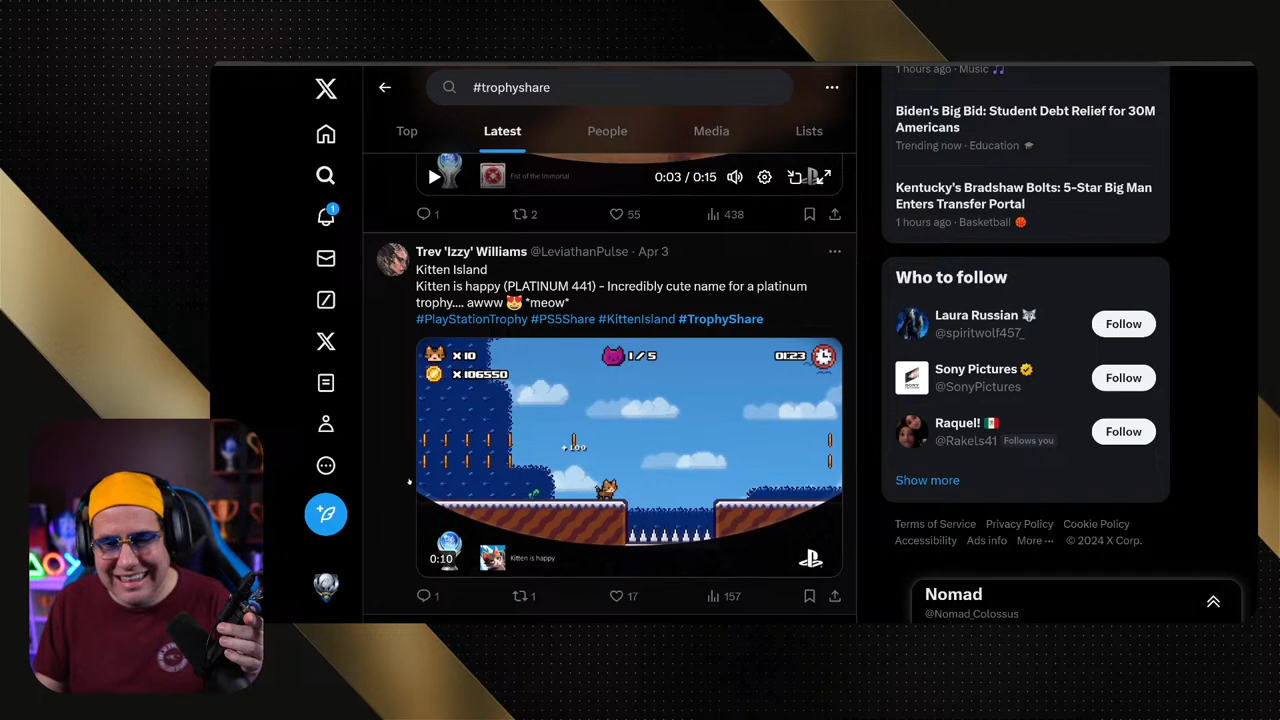 #trophyshare
Top
Latest
People
Media
Lists
Fist of the Immortal
0:03 / 0:15
1
2
55
438
Trev 'Izzy' Williams @LeviathanPulse · Apr 3
Kitten Island
Kitten is happy (PLATINUM 441) – Incredibly cute name for a platinum
trophy.... awww 😻 *meow*
#PlayStationTrophy #PS5Share #KittenIsland #TrophyShare
X 10
1/5
01:23
X 106550
+100
0:10
Kitten is happy
1
1
17
157
1
1 hours ago · Music 🎵
Biden's Big Bid: Student Debt Relief for 30M
Americans
Trending now · Education 🎓
Kentucky's Bradshaw Bolts: 5-Star Big Man
Enters Transfer Portal
1 hours ago · Basketball 🏀
Who to follow
Laura Russian 🐺
@spiritwolf457_
Follow
Sony Pictures
@SonyPictures
Follow
Raquel! 🇲🇽
@Rakels41 Follows you
Follow
Show more
Terms of Service Privacy Policy Cookie Policy
Accessibility Ads info More ··· © 2024 X Corp.
Nomad
@Nomad_Colossus